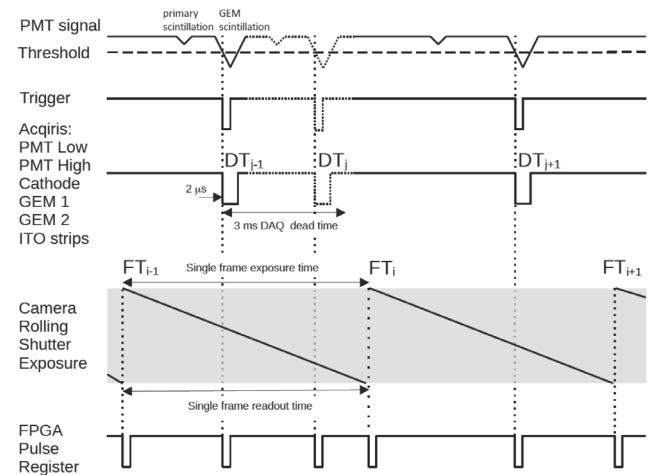 primary GEM
PMT signal scintillation scintillation
Threshold
Trigger
Acqiris:
PMT Low
PMT High DTj-1 DTj DTj+1
Cathode
GEM 1 2 μs
GEM 2
3 ms DAQ dead time
ITO strips
FTi-1 Single frame exposure time FTi FTi+1
Camera
Rolling
Shutter
Exposure
Single frame readout time
FPGA
Pulse
Register